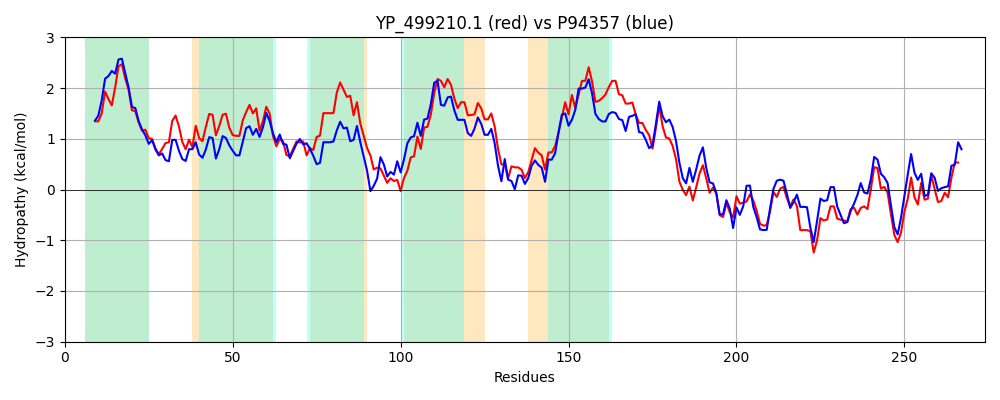 YP_499210.1 (red) vs P94357 (blue)
Hydropathy (kcal/mol)
3
2
1
0
−1
−2
−3
0 50 100 150 200 250
Residues